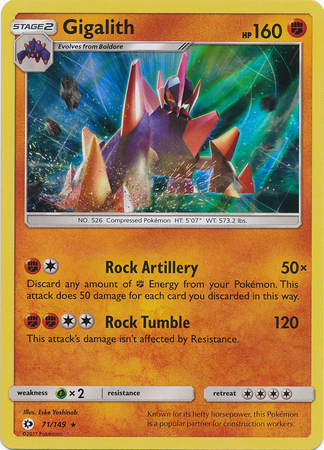 STAGE2 Gigalith HP 160
Evolves from Boldore
NO. 526 Compressed Pokémon HT: 5'07" WT: 573.2 lbs.
Rock Artillery 50×
Discard any amount of Energy from your Pokémon. This
attack does 50 damage for each card you discarded in this way.
Rock Tumble 120
This attack's damage isn't affected by Resistance.
weakness ×2 resistance retreat
Illus. Eske Yoshinob
71/149 ★
©2017 Pokémon
Known for its hefty horsepower, this Pokémon
is a popular partner for construction workers.